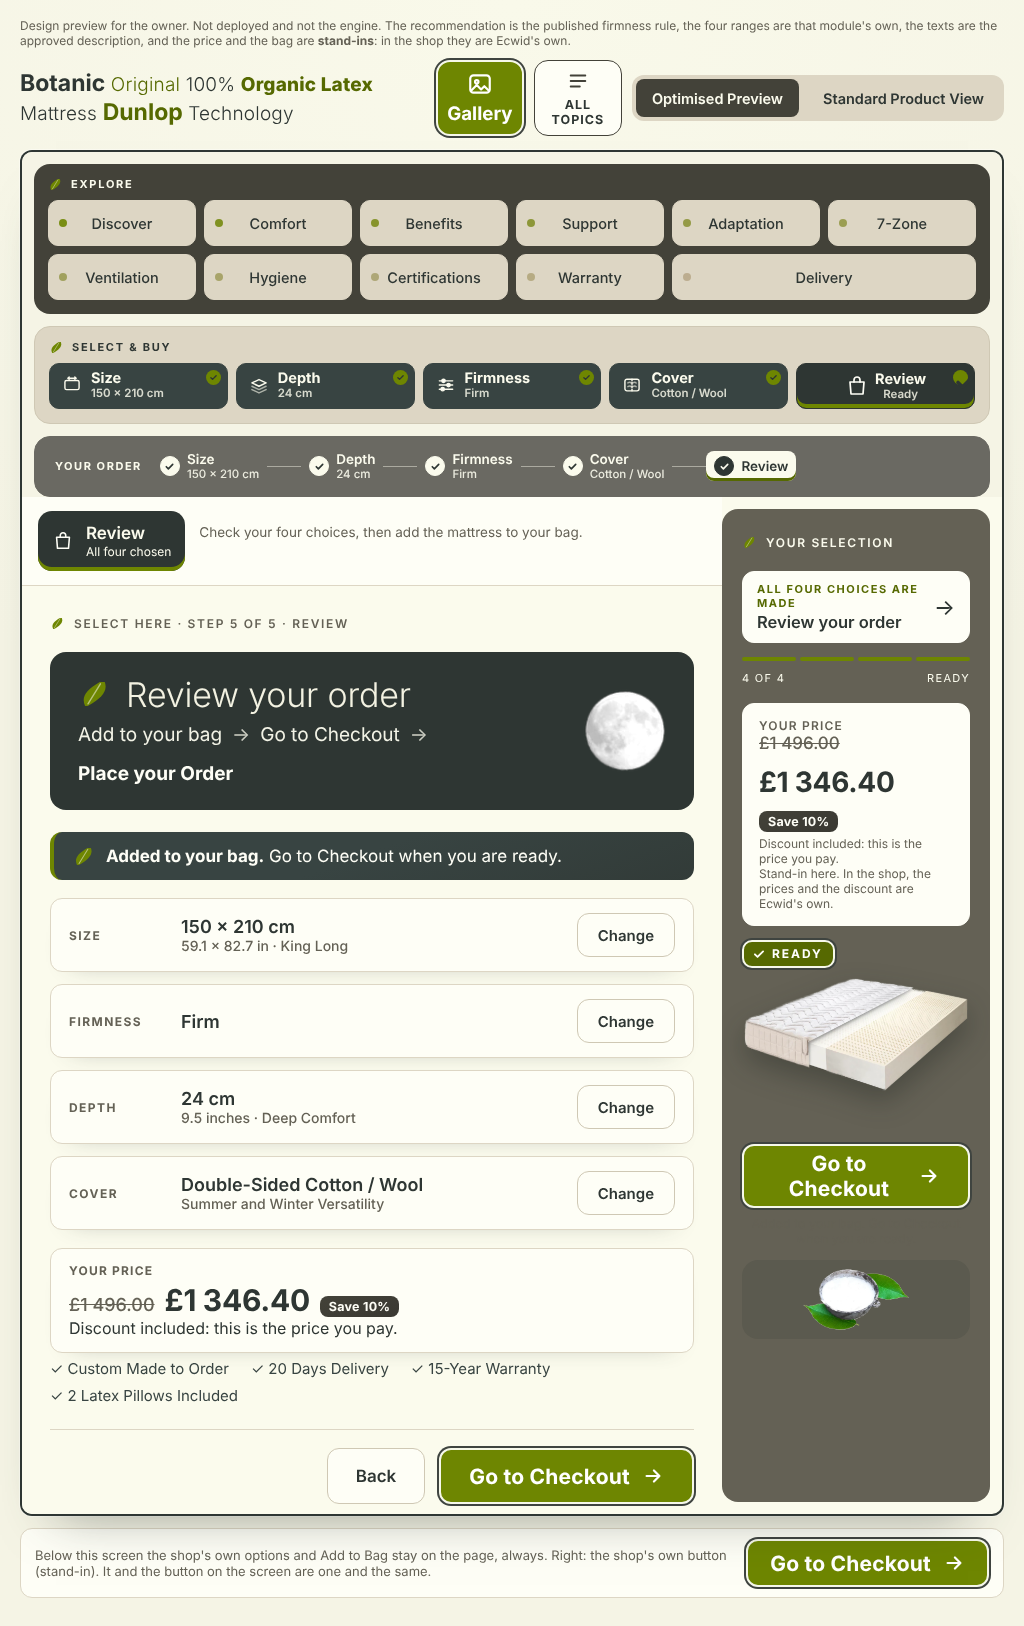 Design preview for the owner. Not deployed and not the engine. The recommendation is the published firmness rule, the four ranges are that module's own, the texts are the
approved description, and the price and the bag are stand-ins: in the shop they are Ecwid's own.
Botanic Original 100% Organic Latex
Mattress Dunlop Technology
Gallery
ALL
TOPICS
Optimised Preview
Standard Product View
EXPLORE
Discover
Comfort
Benefits
Support
Adaptation
7-Zone
Ventilation
Hygiene
Certifications
Warranty
Delivery
SELECT & BUY
Size
150 × 210 cm
Depth
24 cm
Firmness
Firm
Cover
Cotton / Wool
Review
Ready
YOUR ORDER
Size
150 × 210 cm
Depth
24 cm
Firmness
Firm
Cover
Cotton / Wool
Review
Review
All four chosen
Check your four choices, then add the mattress to your bag.
SELECT HERE · STEP 5 OF 5 · REVIEW
Review your order
Add to your bag → Go to Checkout →
Place your Order
Added to your bag. Go to Checkout when you are ready.
SIZE
150 × 210 cm
59.1 × 82.7 in · King Long
Change
FIRMNESS
Firm
Change
DEPTH
24 cm
9.5 inches · Deep Comfort
Change
COVER
Double-Sided Cotton / Wool
Summer and Winter Versatility
Change
YOUR PRICE
£1 496.00 £1 346.40 Save 10%
Discount included: this is the price you pay.
✓ Custom Made to Order ✓ 20 Days Delivery ✓ 15-Year Warranty
✓ 2 Latex Pillows Included
Back
Go to Checkout →
YOUR SELECTION
ALL FOUR CHOICES ARE
MADE
Review your order →
4 OF 4
READY
YOUR PRICE
£1 496.00
£1 346.40
Save 10%
Discount included: this is the
price you pay.
Stand-in here. In the shop, the
prices and the discount are
Ecwid's own.
✓ READY
Go to
Checkout →
Below this screen the shop's own options and Add to Bag stay on the page, always. Right: the shop's own button
(stand-in). It and the button on the screen are one and the same.
Go to Checkout →